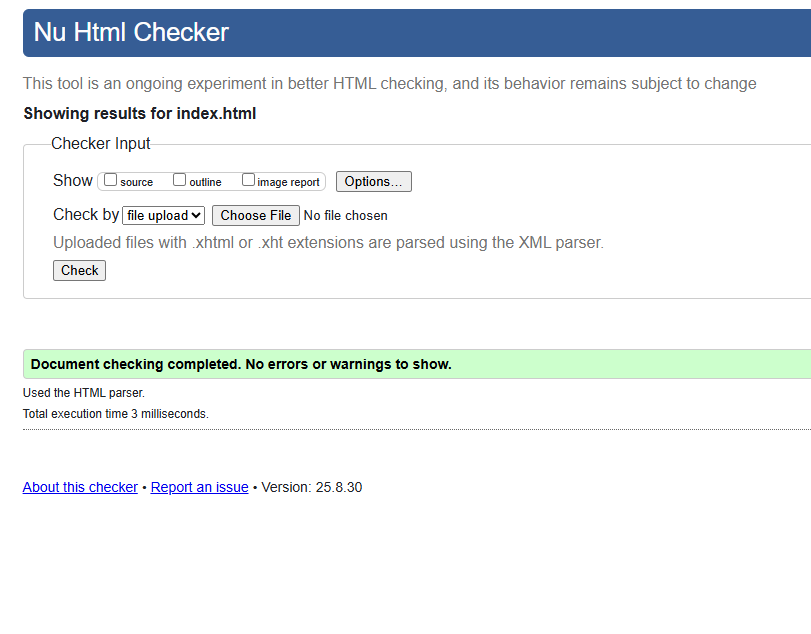 Nu Html Checker
This tool is an ongoing experiment in better HTML checking, and its behavior remains subject to change
Showing results for index.html
Checker Input
Show source outline image report Options...
Check by file upload Choose File No file chosen
Uploaded files with .xhtml or .xht extensions are parsed using the XML parser.
Check
Document checking completed. No errors or warnings to show.
Used the HTML parser.
Total execution time 3 milliseconds.
About this checker • Report an issue • Version: 25.8.30